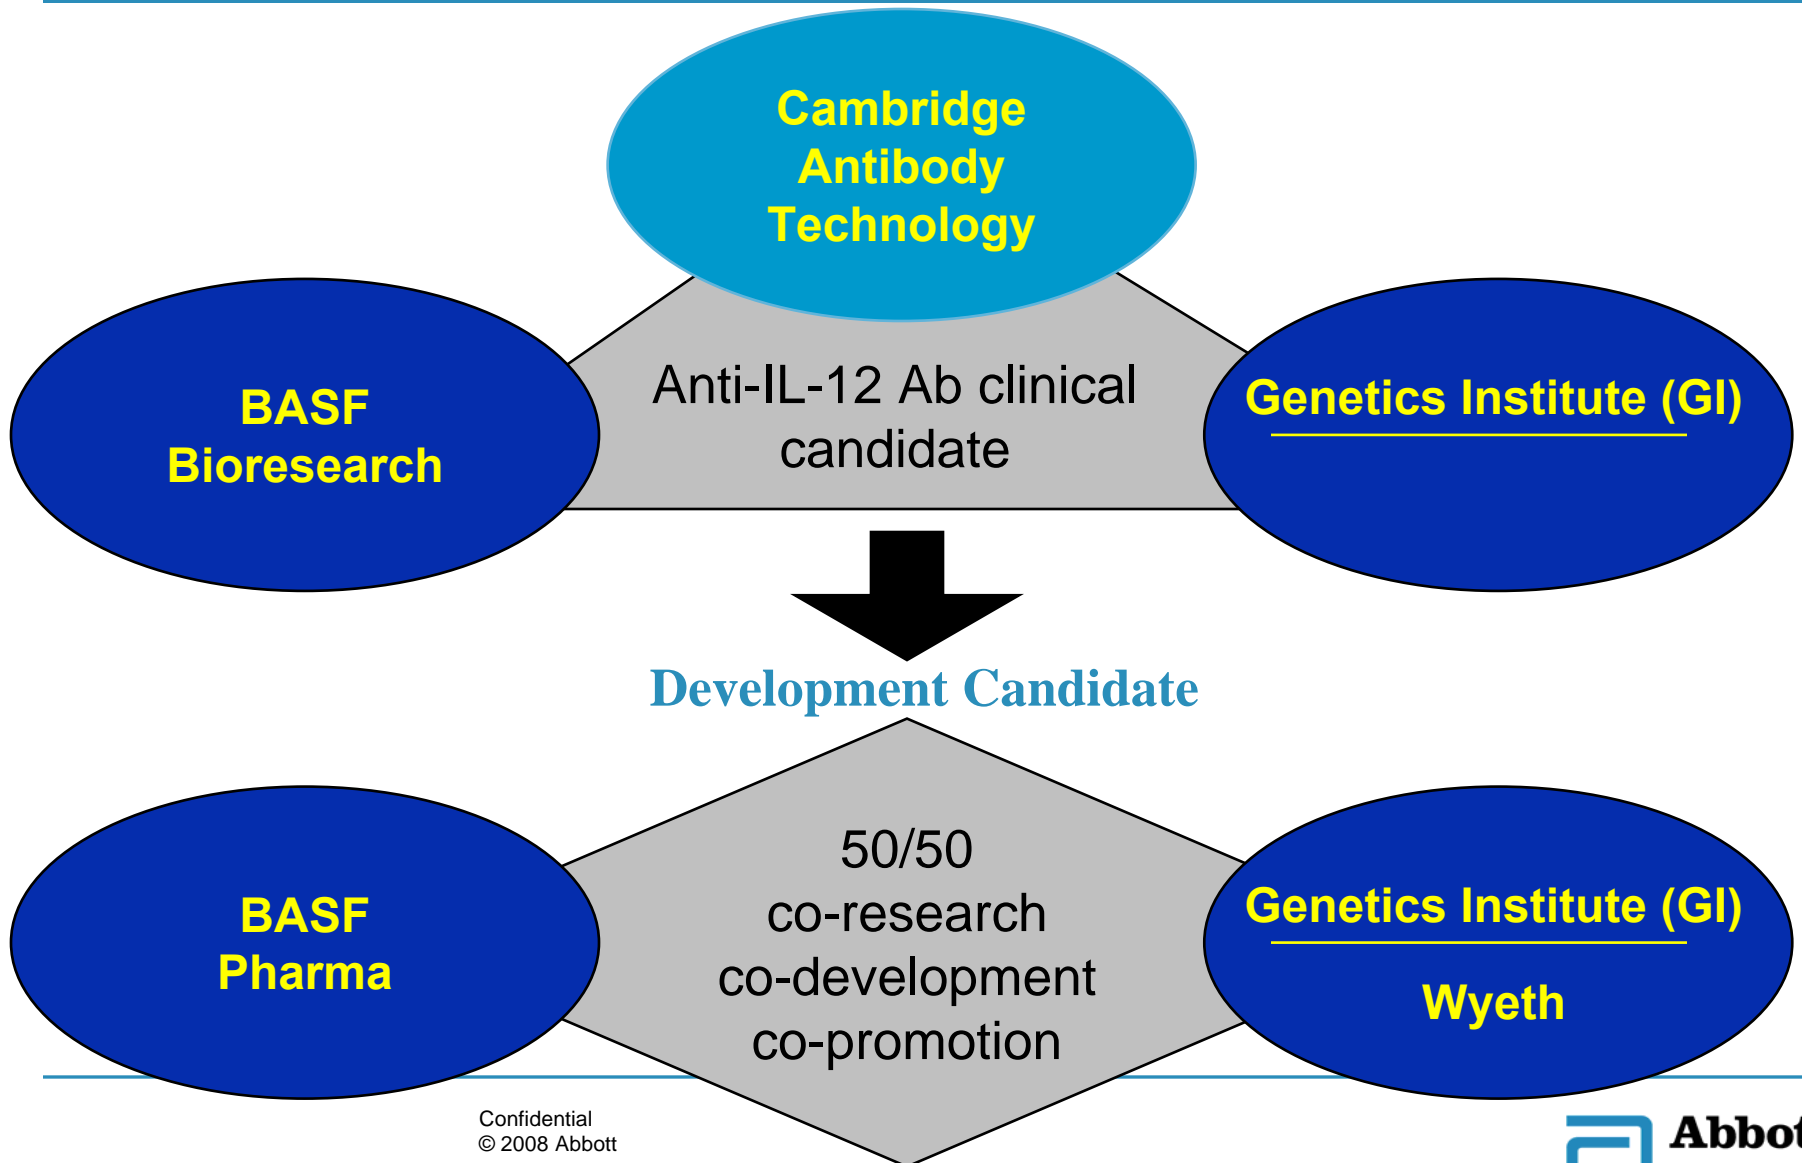 Cambridge
Antibody
Technology
BASF
Bioresearch
Anti-IL-12 Ab clinical
candidate
Genetics Institute (GI)
Development Candidate
BASF
Pharma
50/50
co-research
co-development
co-promotion
Genetics Institute (GI)
Wyeth
Confidential
© 2008 Abbott
Abbot